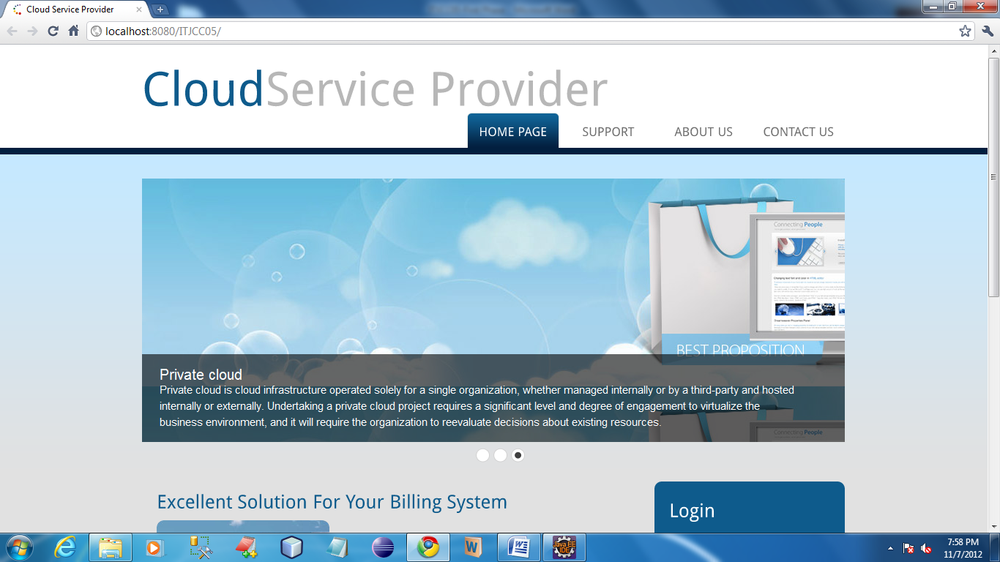 Cloud Service Provider
localhost:8080/ITJCC05/
CloudService Provider
HOME PAGE SUPPORT ABOUT US CONTACT US
Connecting People
BEST PROPOSITION
Private cloud
Private cloud is cloud infrastructure operated solely for a single organization, whether managed internally or by a third-party and hosted
internally or externally. Undertaking a private cloud project requires a significant level and degree of engagement to virtualize the
business environment, and it will require the organization to reevaluate decisions about existing resources.
Connecting People
Excellent Solution For Your Billing System
Login
Java EE
IDE
7:58 PM
11/7/2012